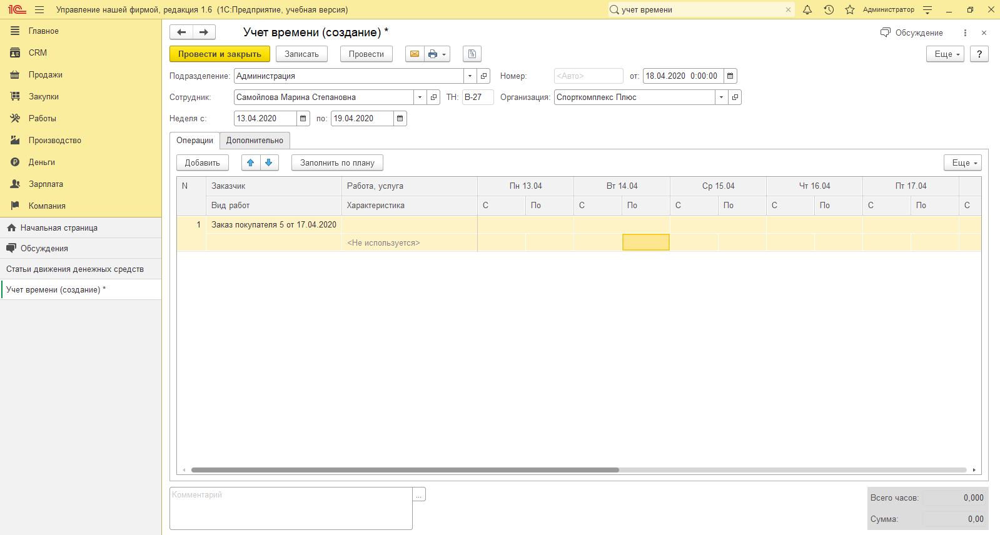 1С Управление нашей фирмой, редакция 1.6 (1С:Предприятие, учебная версия) учет времени Администратор
Главное
CRM
Продажи
Закупки
Работы
Производство
Деньги
Зарплата
Компания
Начальная страница
Обсуждения
Статьи движения денежных средств
Учет времени (создание) *
Учет времени (создание) * Обсуждение
Провести и закрыть Записать Провести Еще ?
Подразделение: Администрация Номер: <Авто> от: 18.04.2020 0:00:00
Сотрудник: Самойлова Марина Степановна ТН: В-27 Организация: Спорткомплекс Плюс
Неделя с: 13.04.2020 по: 19.04.2020
Операции Дополнительно
Добавить Заполнить по плану Еще
N Заказчик Работа, услуга Пн 13.04 Вт 14.04 Ср 15.04 Чт 16.04 Пт 17.04
Вид работ Характеристика С По С По С По С По С По С
1 Заказ покупателя 5 от 17.04.2020
<Не используется>
Комментарий ...
Всего часов: 0,000
Сумма: 0,00